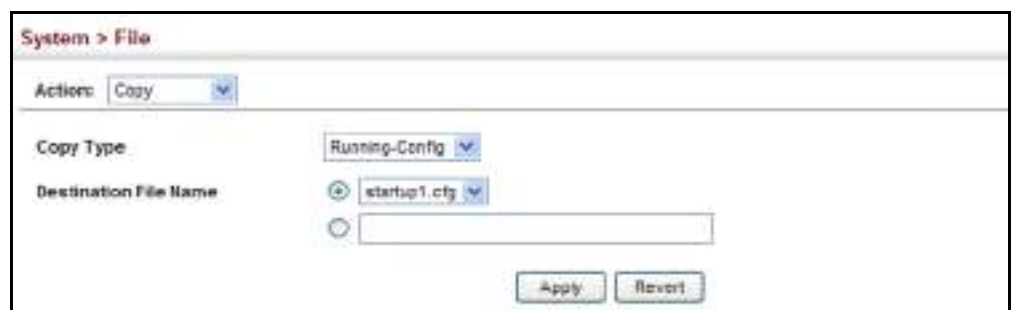 System > File
Action: Copy
Copy Type Running-Config
Destination File Name startup1.cfg
Apply Revert